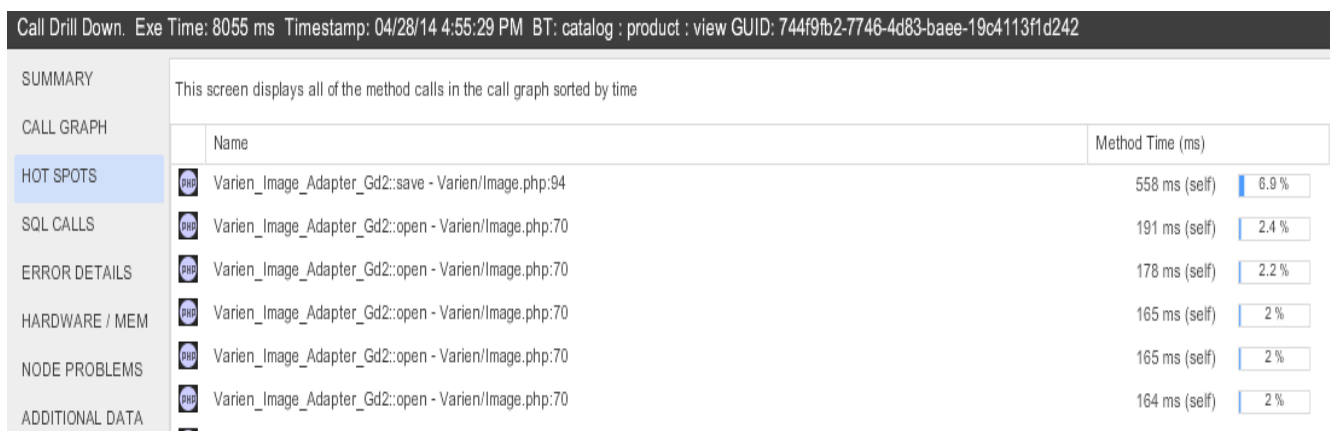 Call Drill Down. Exe Time: 8055 ms Timestamp: 04/28/14 4:55:29 PM BT: catalog : product : view GUID: 744f9fb2-7746-4d83-baee-19c4113f1d242
SUMMARY
CALL GRAPH
HOT SPOTS
SQL CALLS
ERROR DETAILS
HARDWARE / MEM
NODE PROBLEMS
ADDITIONAL DATA
This screen displays all of the method calls in the call graph sorted by time
Name Method Time (ms)
php Varien_Image_Adapter_Gd2::save - Varien/Image.php:94 558 ms (self) 6.9 %
php Varien_Image_Adapter_Gd2::open - Varien/Image.php:70 191 ms (self) 2.4 %
php Varien_Image_Adapter_Gd2::open - Varien/Image.php:70 178 ms (self) 2.2 %
php Varien_Image_Adapter_Gd2::open - Varien/Image.php:70 165 ms (self) 2 %
php Varien_Image_Adapter_Gd2::open - Varien/Image.php:70 165 ms (self) 2 %
php Varien_Image_Adapter_Gd2::open - Varien/Image.php:70 164 ms (self) 2 %